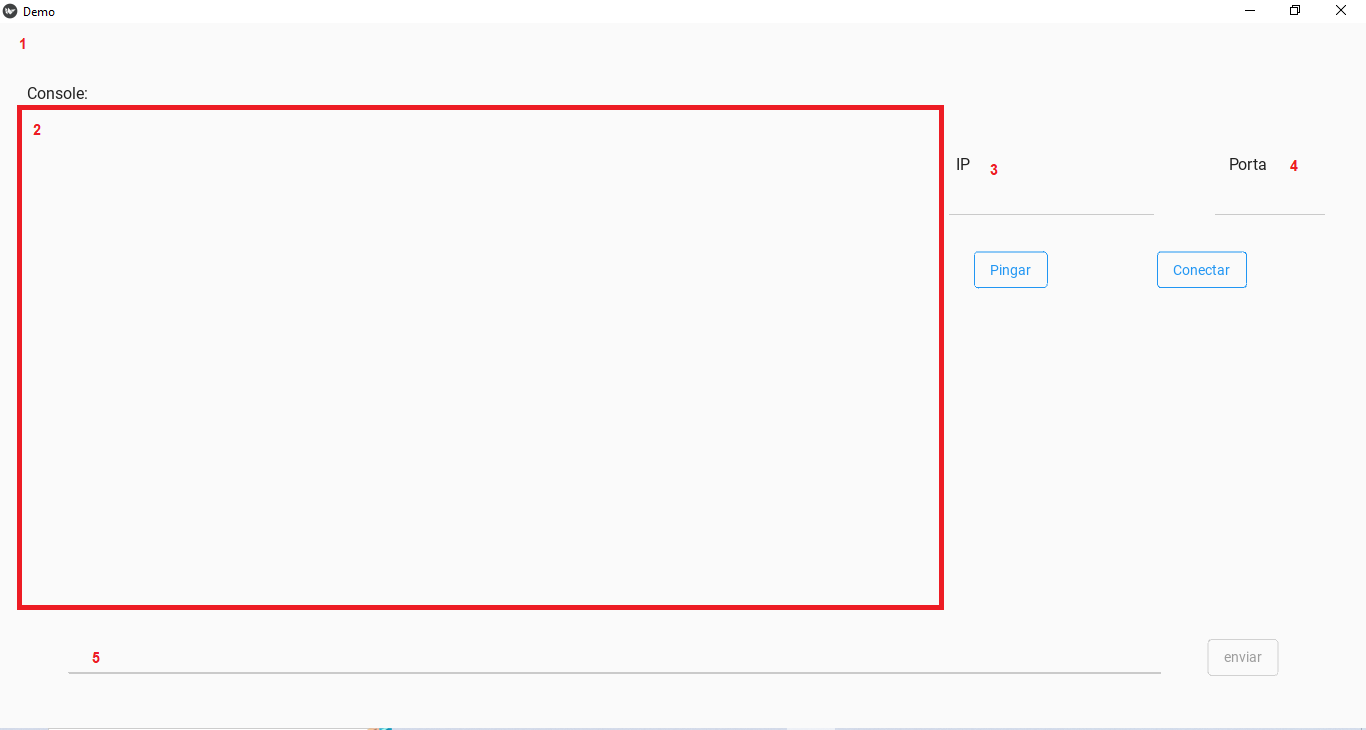 Demo
1
Console:
2
IP 3 Porta 4
Pingar Conectar
5 enviar